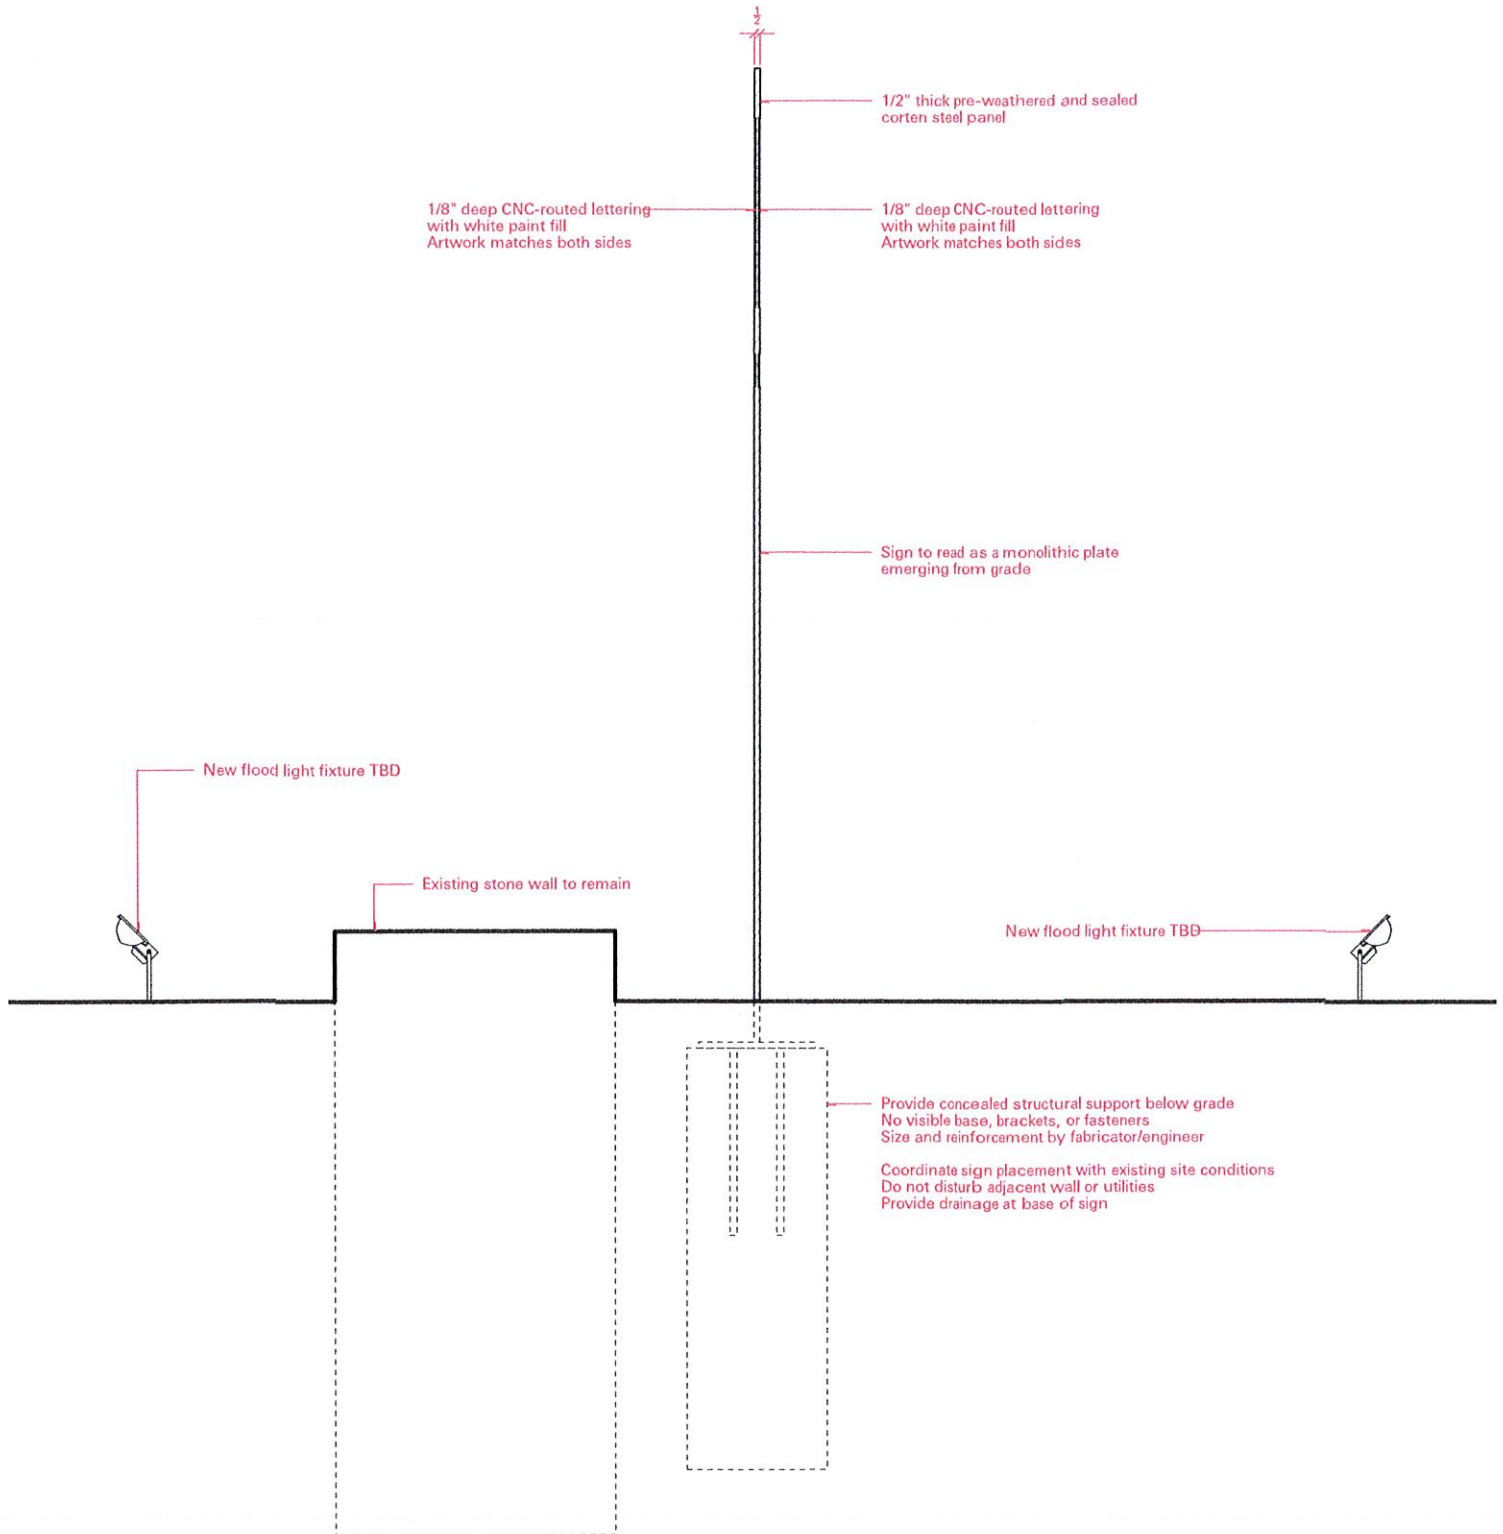 1
2
1/2" thick pre-weathered and sealed
corten steel panel
1/8" deep CNC-routed lettering
with white paint fill
Artwork matches both sides
1/8" deep CNC-routed lettering
with white paint fill
Artwork matches both sides
Sign to read as a monolithic plate
emerging from grade
New flood light fixture TBD
Existing stone wall to remain
New flood light fixture TBD
Provide concealed structural support below grade
No visible base, brackets, or fasteners
Size and reinforcement by fabricator/engineer
Coordinate sign placement with existing site conditions
Do not disturb adjacent wall or utilities
Provide drainage at base of sign